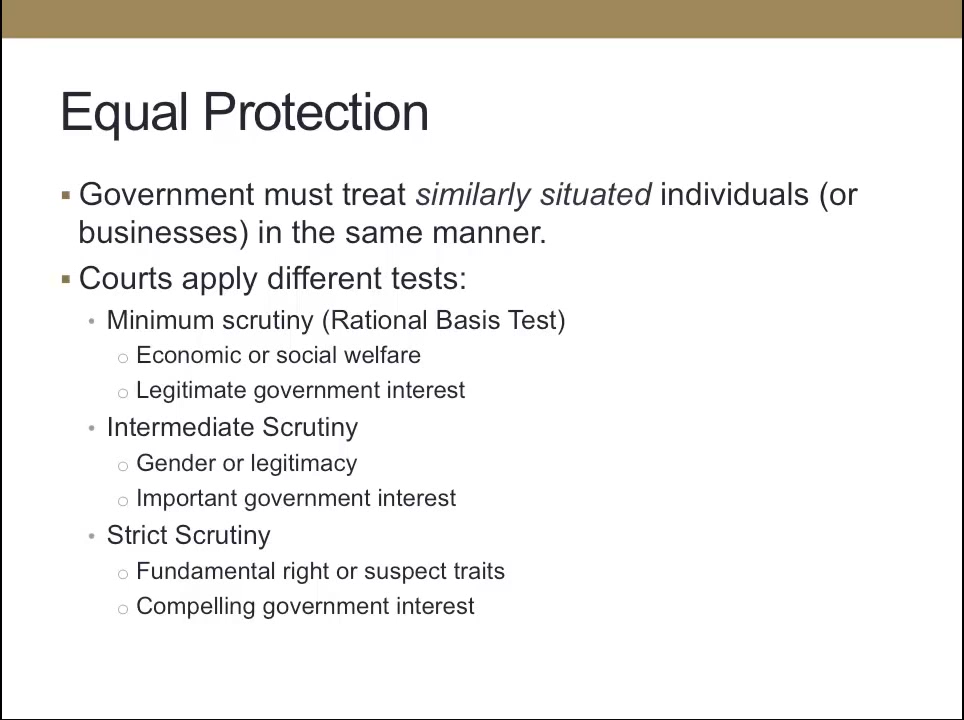 Equal Protection
▪ Government must treat similarly situated individuals (or
businesses) in the same manner.
▪ Courts apply different tests:
• Minimum scrutiny (Rational Basis Test)
o Economic or social welfare
o Legitimate government interest
• Intermediate Scrutiny
o Gender or legitimacy
o Important government interest
• Strict Scrutiny
o Fundamental right or suspect traits
o Compelling government interest